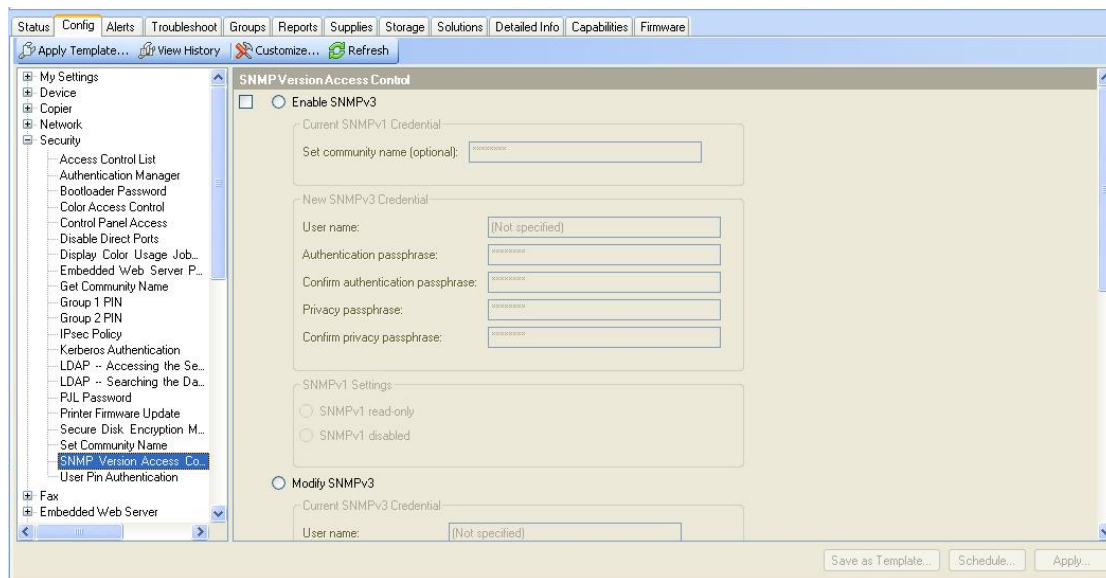 Status Config Alerts Troubleshoot Groups Reports Supplies Storage Solutions Detailed Info Capabilities Firmware
Apply Template... View History Customize... Refresh
My Settings
Device
Copier
Network
Security
Access Control List
Authentication Manager
Bootloader Password
Color Access Control
Control Panel Access
Disable Direct Ports
Display Color Usage Job...
Embedded Web Server P...
Get Community Name
Group 1 PIN
Group 2 PIN
IPsec Policy
Kerberos Authentication
LDAP -- Accessing the Se...
LDAP -- Searching the Da...
PJL Password
Printer Firmware Update
Secure Disk Encryption M...
Set Community Name
SNMP Version Access Co...
User Pin Authentication
Fax
Embedded Web Server
SNMP Version Access Control
Enable SNMPv3
Current SNMPv1 Credential
Set community name (optional): ********
New SNMPv3 Credential
User name: (Not specified)
Authentication passphrase: ********
Confirm authentication passphrase: ********
Privacy passphrase: ********
Confirm privacy passphrase: ********
SNMPv1 Settings
SNMPv1 read-only
SNMPv1 disabled
Modify SNMPv3
Current SNMPv3 Credential
User name: (Not specified)
Save as Template... Schedule... Apply...